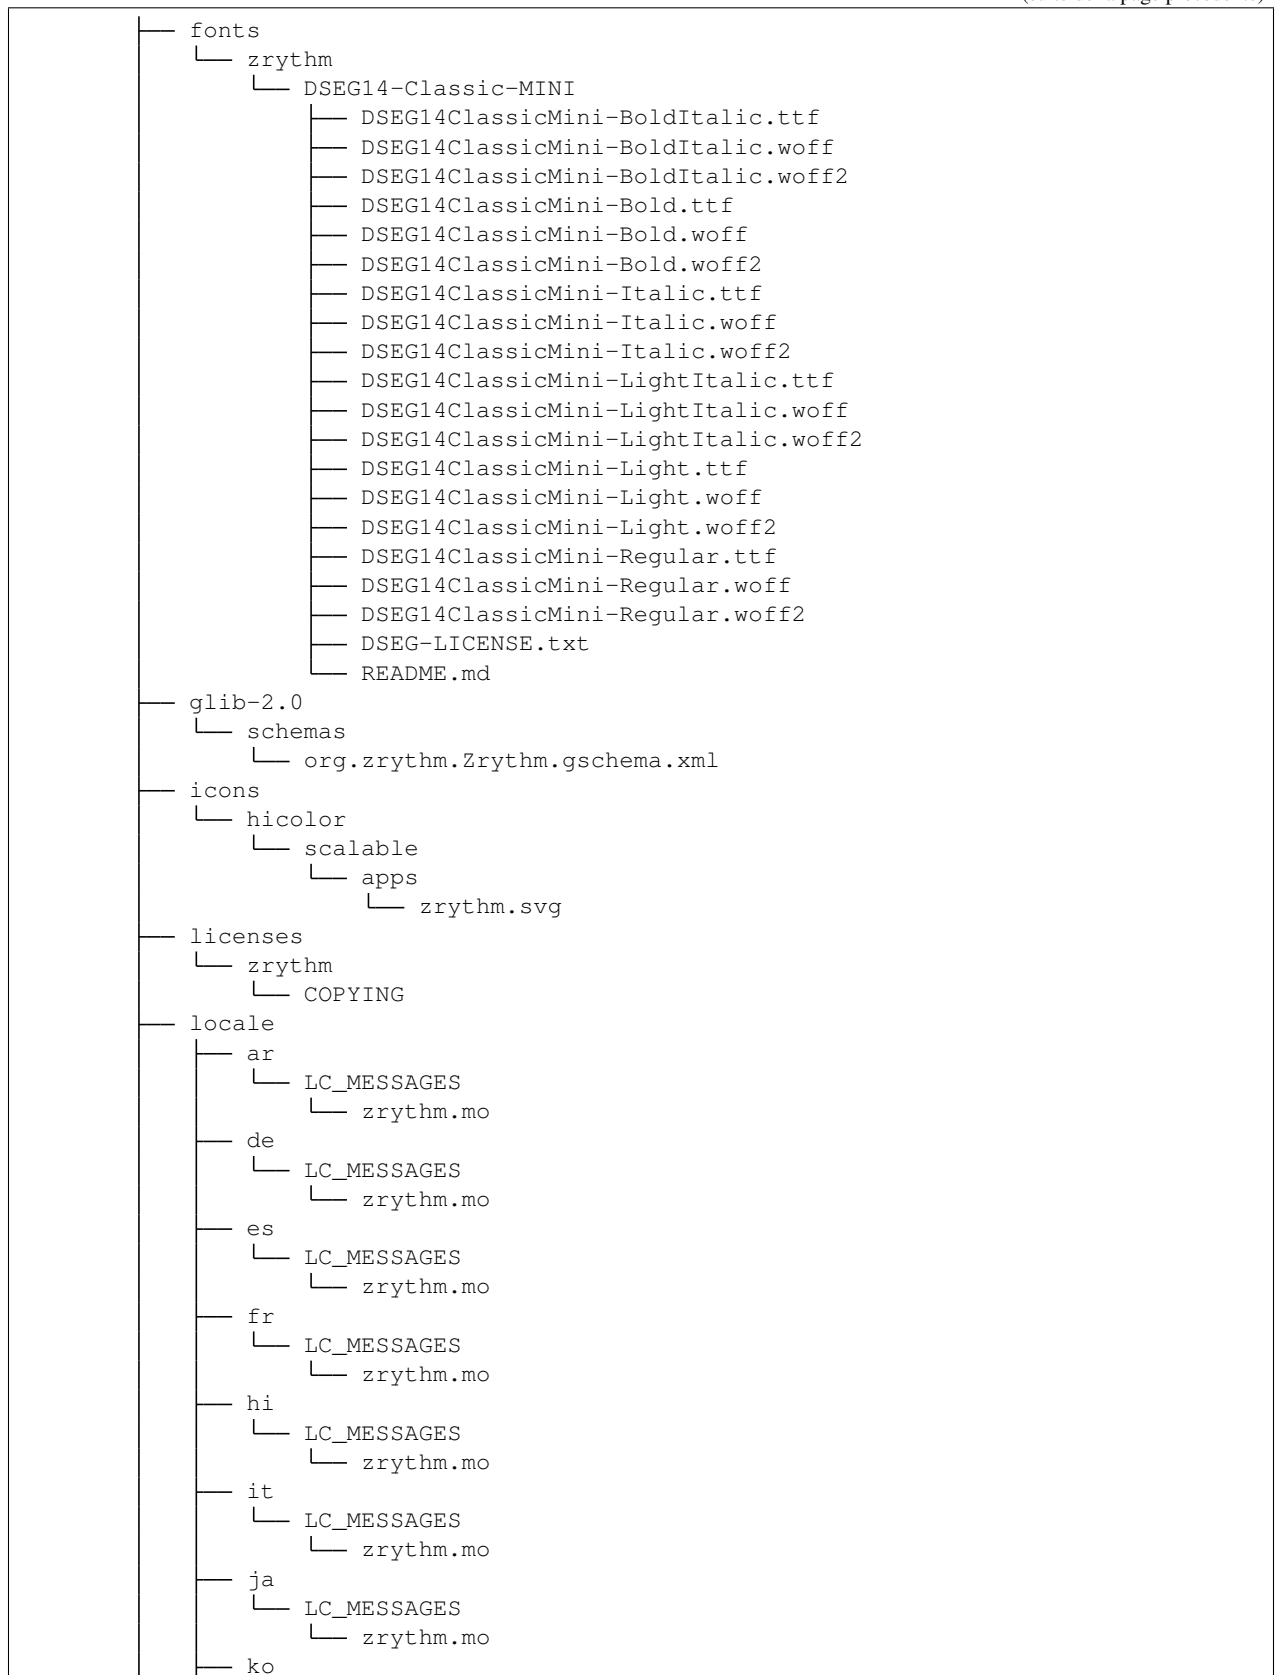 fonts
zrythm
DSEG14-Classic-MINI
DSEG14ClassicMini-BoldItalic.ttf
DSEG14ClassicMini-BoldItalic.woff
DSEG14ClassicMini-BoldItalic.woff2
DSEG14ClassicMini-Bold.ttf
DSEG14ClassicMini-Bold.woff
DSEG14ClassicMini-Bold.woff2
DSEG14ClassicMini-Italic.ttf
DSEG14ClassicMini-Italic.woff
DSEG14ClassicMini-Italic.woff2
DSEG14ClassicMini-LightItalic.ttf
DSEG14ClassicMini-LightItalic.woff
DSEG14ClassicMini-LightItalic.woff2
DSEG14ClassicMini-Light.ttf
DSEG14ClassicMini-Light.woff
DSEG14ClassicMini-Light.woff2
DSEG14ClassicMini-Regular.ttf
DSEG14ClassicMini-Regular.woff
DSEG14ClassicMini-Regular.woff2
DSEG-LICENSE.txt
README.md
glib-2.0
schemas
org.zrythm.Zrythm.gschema.xml
icons
hicolor
scalable
apps
zrythm.svg
licenses
zrythm
COPYING
locale
ar
LC_MESSAGES
zrythm.mo
de
LC_MESSAGES
zrythm.mo
es
LC_MESSAGES
zrythm.mo
fr
LC_MESSAGES
zrythm.mo
hi
LC_MESSAGES
zrythm.mo
it
LC_MESSAGES
zrythm.mo
ja
LC_MESSAGES
zrythm.mo
ko